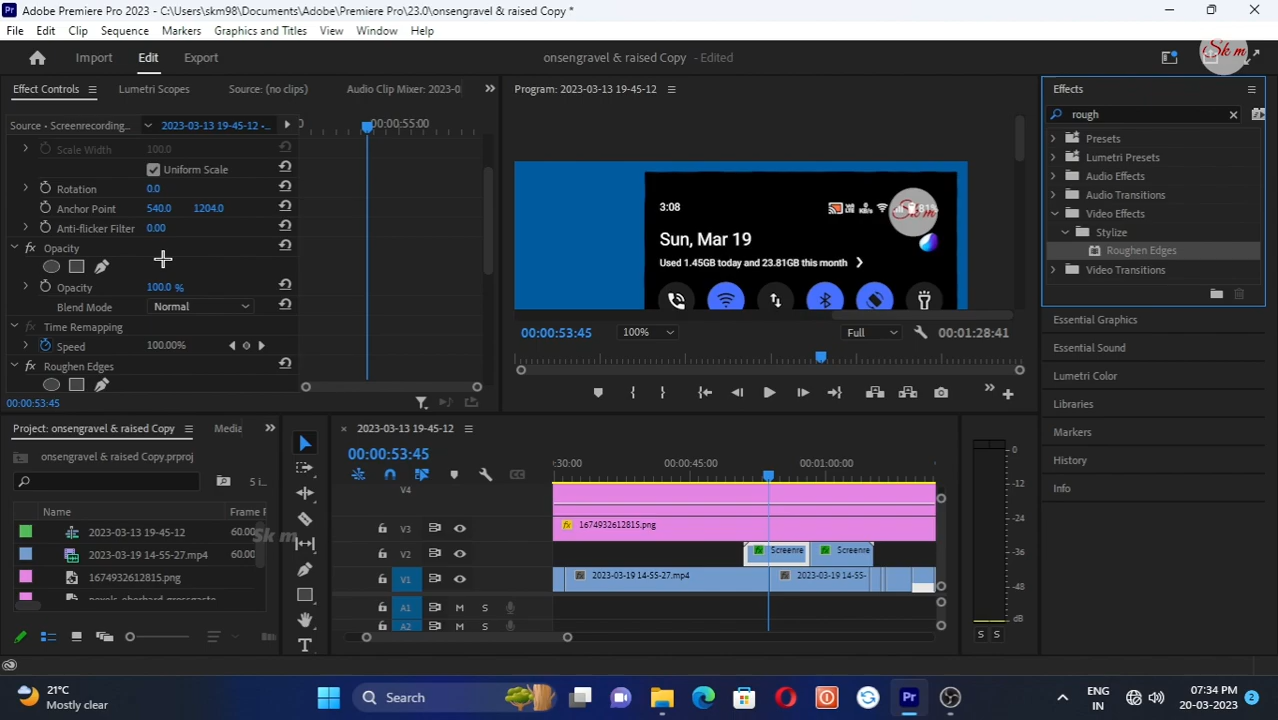 Adobe Premiere Pro 2023 - C:\Users\skm98\Documents\Adobe\Premiere Pro\23.0\onsengravel & raised Copy *
File Edit Clip Sequence Markers Graphics and Titles View Window Help
Import Edit Export
onsengravel & raised Copy - Edited
Sk m
Effect Controls Lumetri Scopes Source: (no clips) Audio Clip Mixer: 2023-0
Program: 2023-03-13 19-45-12
Effects
Source • Screenrecording... 2023-03-13 19-45-12 •...
00:00:55:00
rough
Scale Width 100.0
Uniform Scale
Rotation 0.0
Anchor Point 540.0 1204.0
Anti-flicker Filter 0.00
Opacity
Opacity 100.0 %
Blend Mode Normal
Time Remapping
Speed 100.00%
Roughen Edges
00:00:53:45
3:08
Sk m
81%
Sun, Mar 19
Used 1.45GB today and 23.81GB this month
00:00:53:45 100% Full 00:01:28:41
Presets
Lumetri Presets
Audio Effects
Audio Transitions
Video Effects
Stylize
Roughen Edges
Video Transitions
Essential Graphics
Essential Sound
Lumetri Color
Libraries
Markers
History
Info
Project: onsengravel & raised Copy Media
onsengravel & raised Copy.prproj
5 i...
Name Frame R
2023-03-13 19-45-12 60.00
Sk m
2023-03-19 14-55-27.mp4 60.00
1674932612815.png
2023-03-13 19-45-12
00:00:53:45
:30:00 00:00:45:00 00:01:00:00
V4
V3 1674932612815.png
V2 Screenre Screenre
V1 2023-03-19 14-55-27.mp4 2023-03-19 14-55-
A1 M S
A2 M S
0
-6
-12
-18
-24
-30
-36
-42
-48
-54
dB
S S
21°C
Mostly clear
Search
ENG
IN
07:34 PM
20-03-2023
2